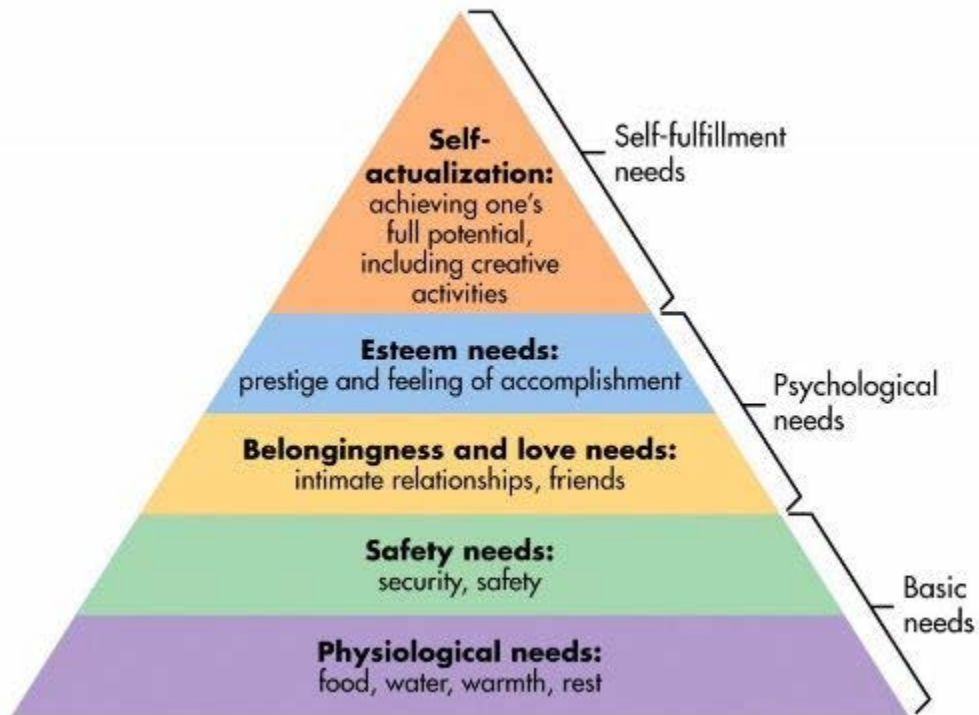 Self-
actualization:
achieving one's
full potential,
including creative
activities
Self-fulfillment
needs
Esteem needs:
prestige and feeling of accomplishment
Psychological
needs
Belongingness and love needs:
intimate relationships, friends
Safety needs:
security, safety
Basic
needs
Physiological needs:
food, water, warmth, rest